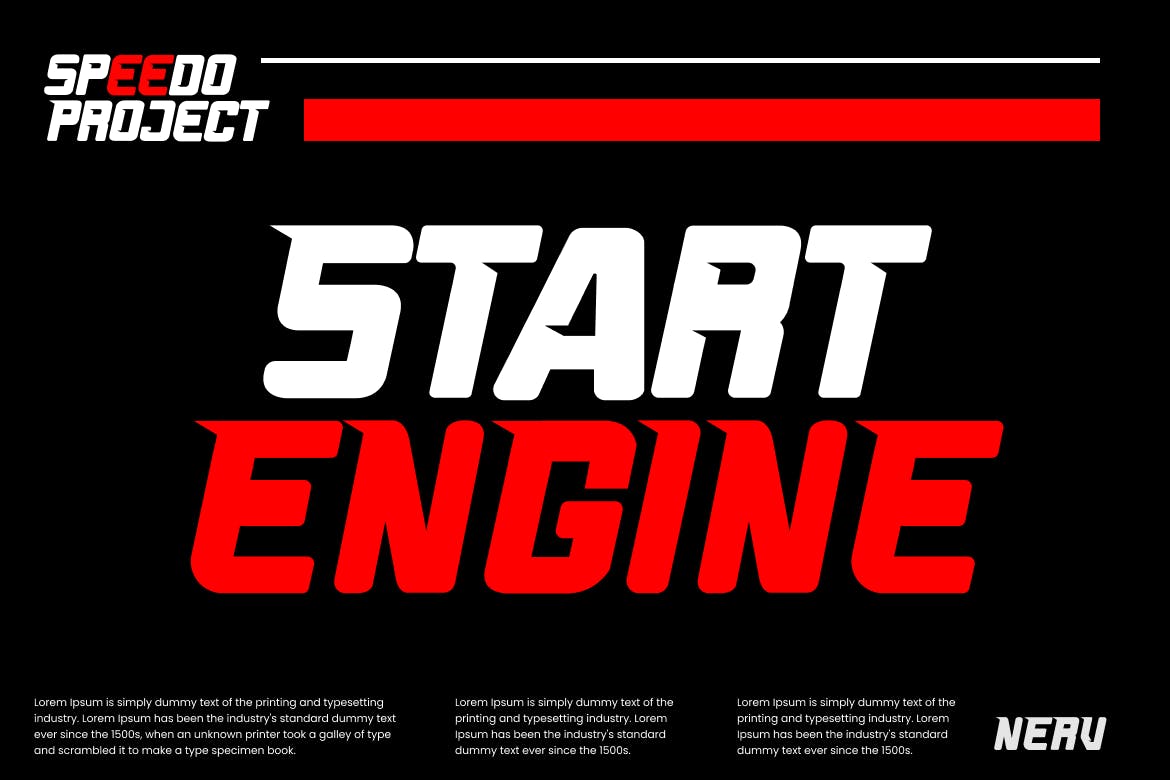 SPEEDO
PROJECT
START
ENGINE
Lorem Ipsum is simply dummy text of the printing and typesetting
industry. Lorem Ipsum has been the industry's standard dummy text
ever since the 1500s, when an unknown printer took a galley of type
and scrambled it to make a type specimen book.
Lorem Ipsum is simply dummy text of the
printing and typesetting industry. Lorem
Ipsum has been the industry's standard
dummy text ever since the 1500s.
Lorem Ipsum is simply dummy text of the
printing and typesetting industry. Lorem
Ipsum has been the industry's standard
dummy text ever since the 1500s.
NERV